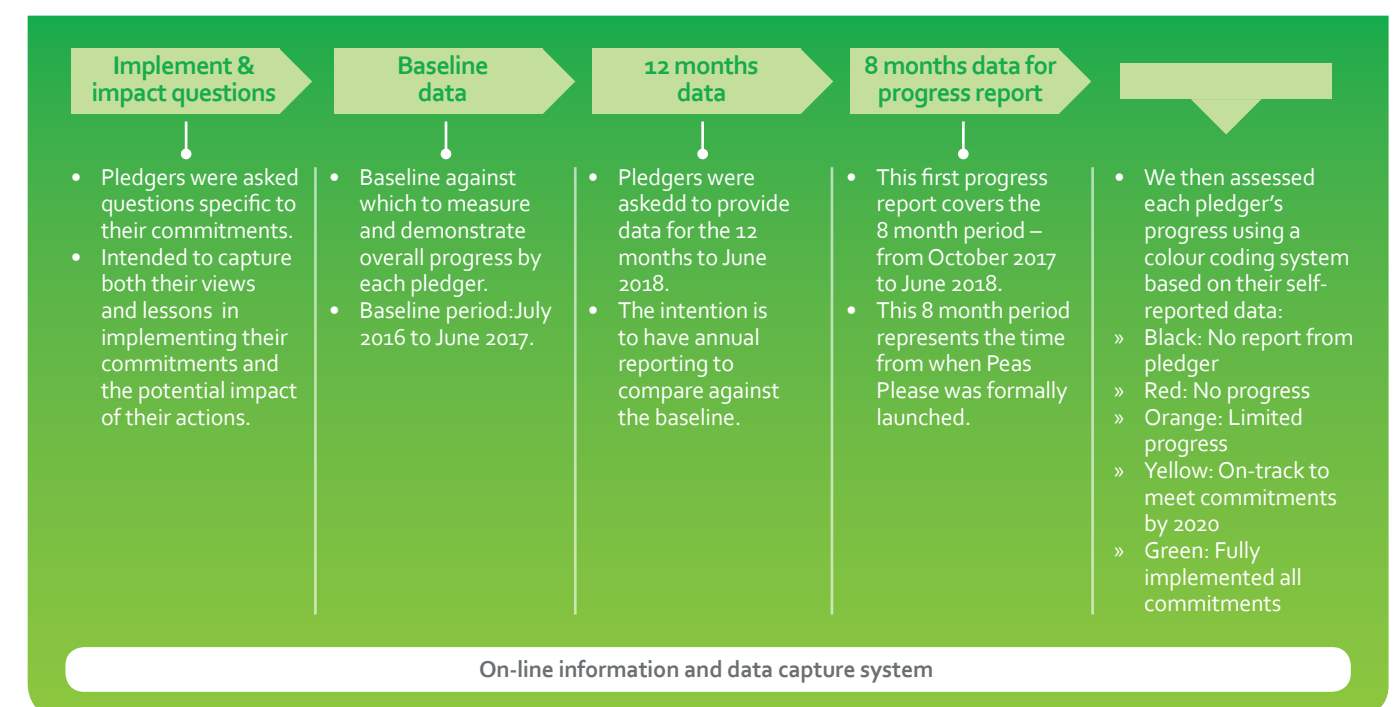 Implement &
impact questions
• Pledgers were asked
questions specific to
their commitments.
• Intended to capture
both their views
and lessons in
implementing their
commitments and
the potential impact
of their actions.
Baseline
data
• Baseline against
which to measure
and demonstrate
overall progress by
each pledger.
• Baseline period:July
2016 to June 2017.
12 months
data
• Pledgers were
askedd to provide
data for the 12
months to June
2018.
• The intention is
to have annual
reporting to
compare against
the baseline.
8 months data for
progress report
• This first progress
report covers the
8 month period –
from October 2017
to June 2018.
• This 8 month period
represents the time
from when Peas
Please was formally
launched.
• We then assessed
each pledger’s
progress using a
colour coding system
based on their self-
reported data:
» Black: No report from
pledger
» Red: No progress
» Orange: Limited
progress
» Yellow: On-track to
meet commitments
by 2020
» Green: Fully
implemented all
commitments
On-line information and data capture system